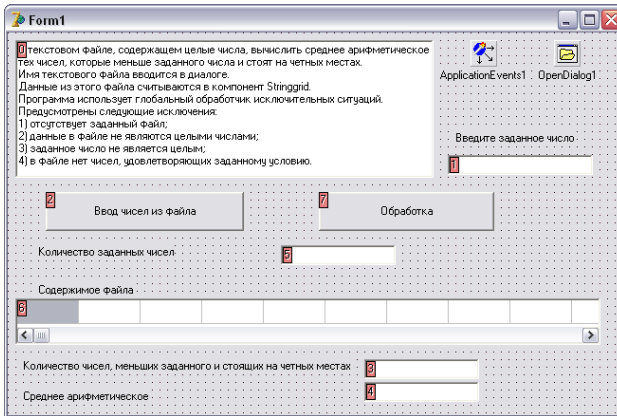 Form1
0 текстовом файле, содержащем целые числа, вычислить среднее арифметическое
тех чисел, которые меньше заданного числа и стоят на четных местах.
Имя текстового файла вводится в диалоге.
Данные из этого файла считываются в компонент Stringgrid.
Программа использует глобальный обработчик исключительных ситуаций.
Предусмотрены следующие исключения:
1) отсутствует заданный файл;
2) данные в файле не являются целыми числами;
3) заданное число не является целым;
4) в файле нет чисел, удовлетворяющих заданному условию.
ApplicationEvents1 OpenDialog1
Введите заданное число
1
2 Ввод чисел из файла
7 Обработка
Количество заданных чисел 5
Содержимое файла
6
Количество чисел, меньших заданного и стоящих на четных местах 3
Среднее арифметическое 4